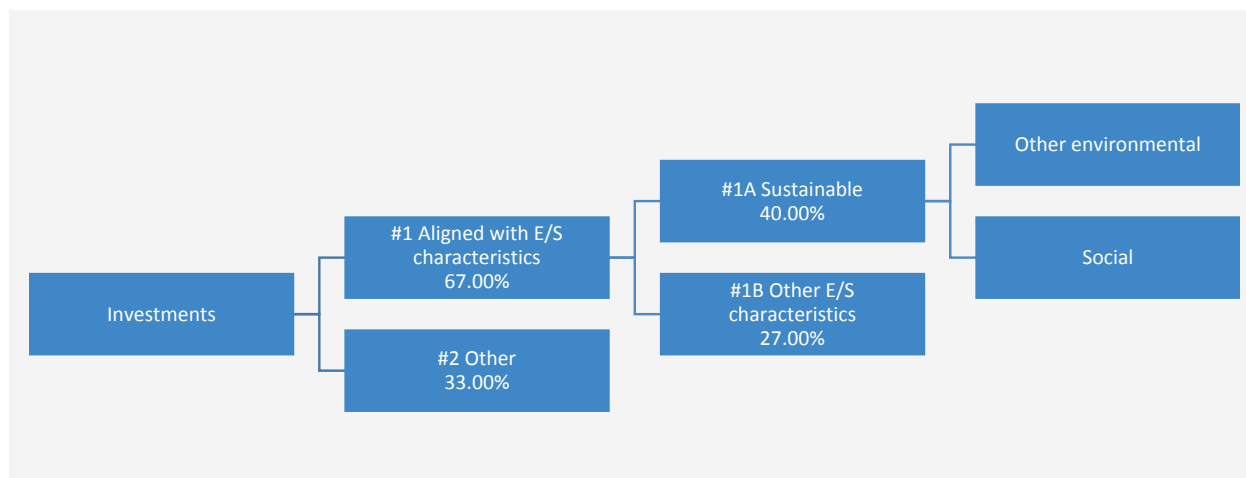 Investments
#1 Aligned with E/S
characteristics
67.00%
#2 Other
33.00%
#1A Sustainable
40.00%
#1B Other E/S
characteristics
27.00%
Other environmental
Social